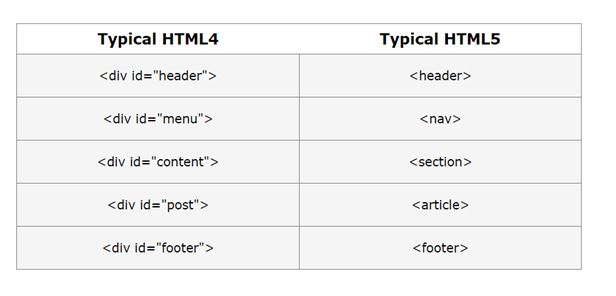 Typical HTML4 Typical HTML5
<div id="header"> <header>
<div id="menu"> <nav>
<div id="content"> <section>
<div id="post"> <article>
<div id="footer"> <footer>